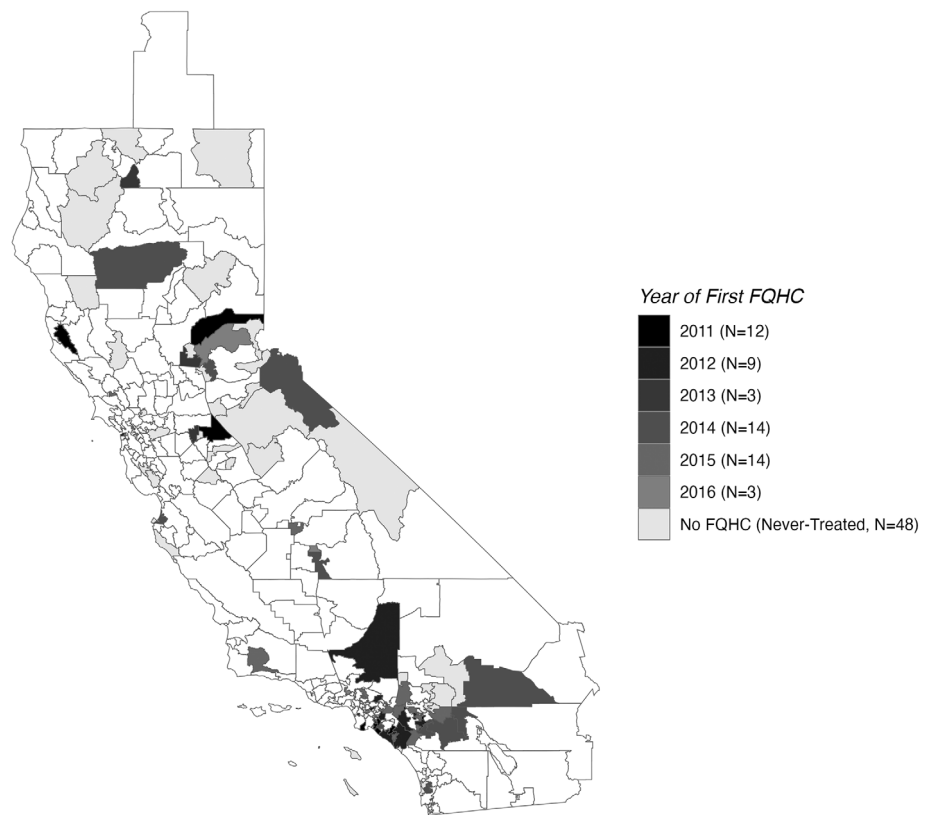 Year of First FQHC
2011 (N=12)
2012 (N=9)
2013 (N=3)
2014 (N=14)
2015 (N=14)
2016 (N=3)
No FQHC (Never-Treated, N=48)